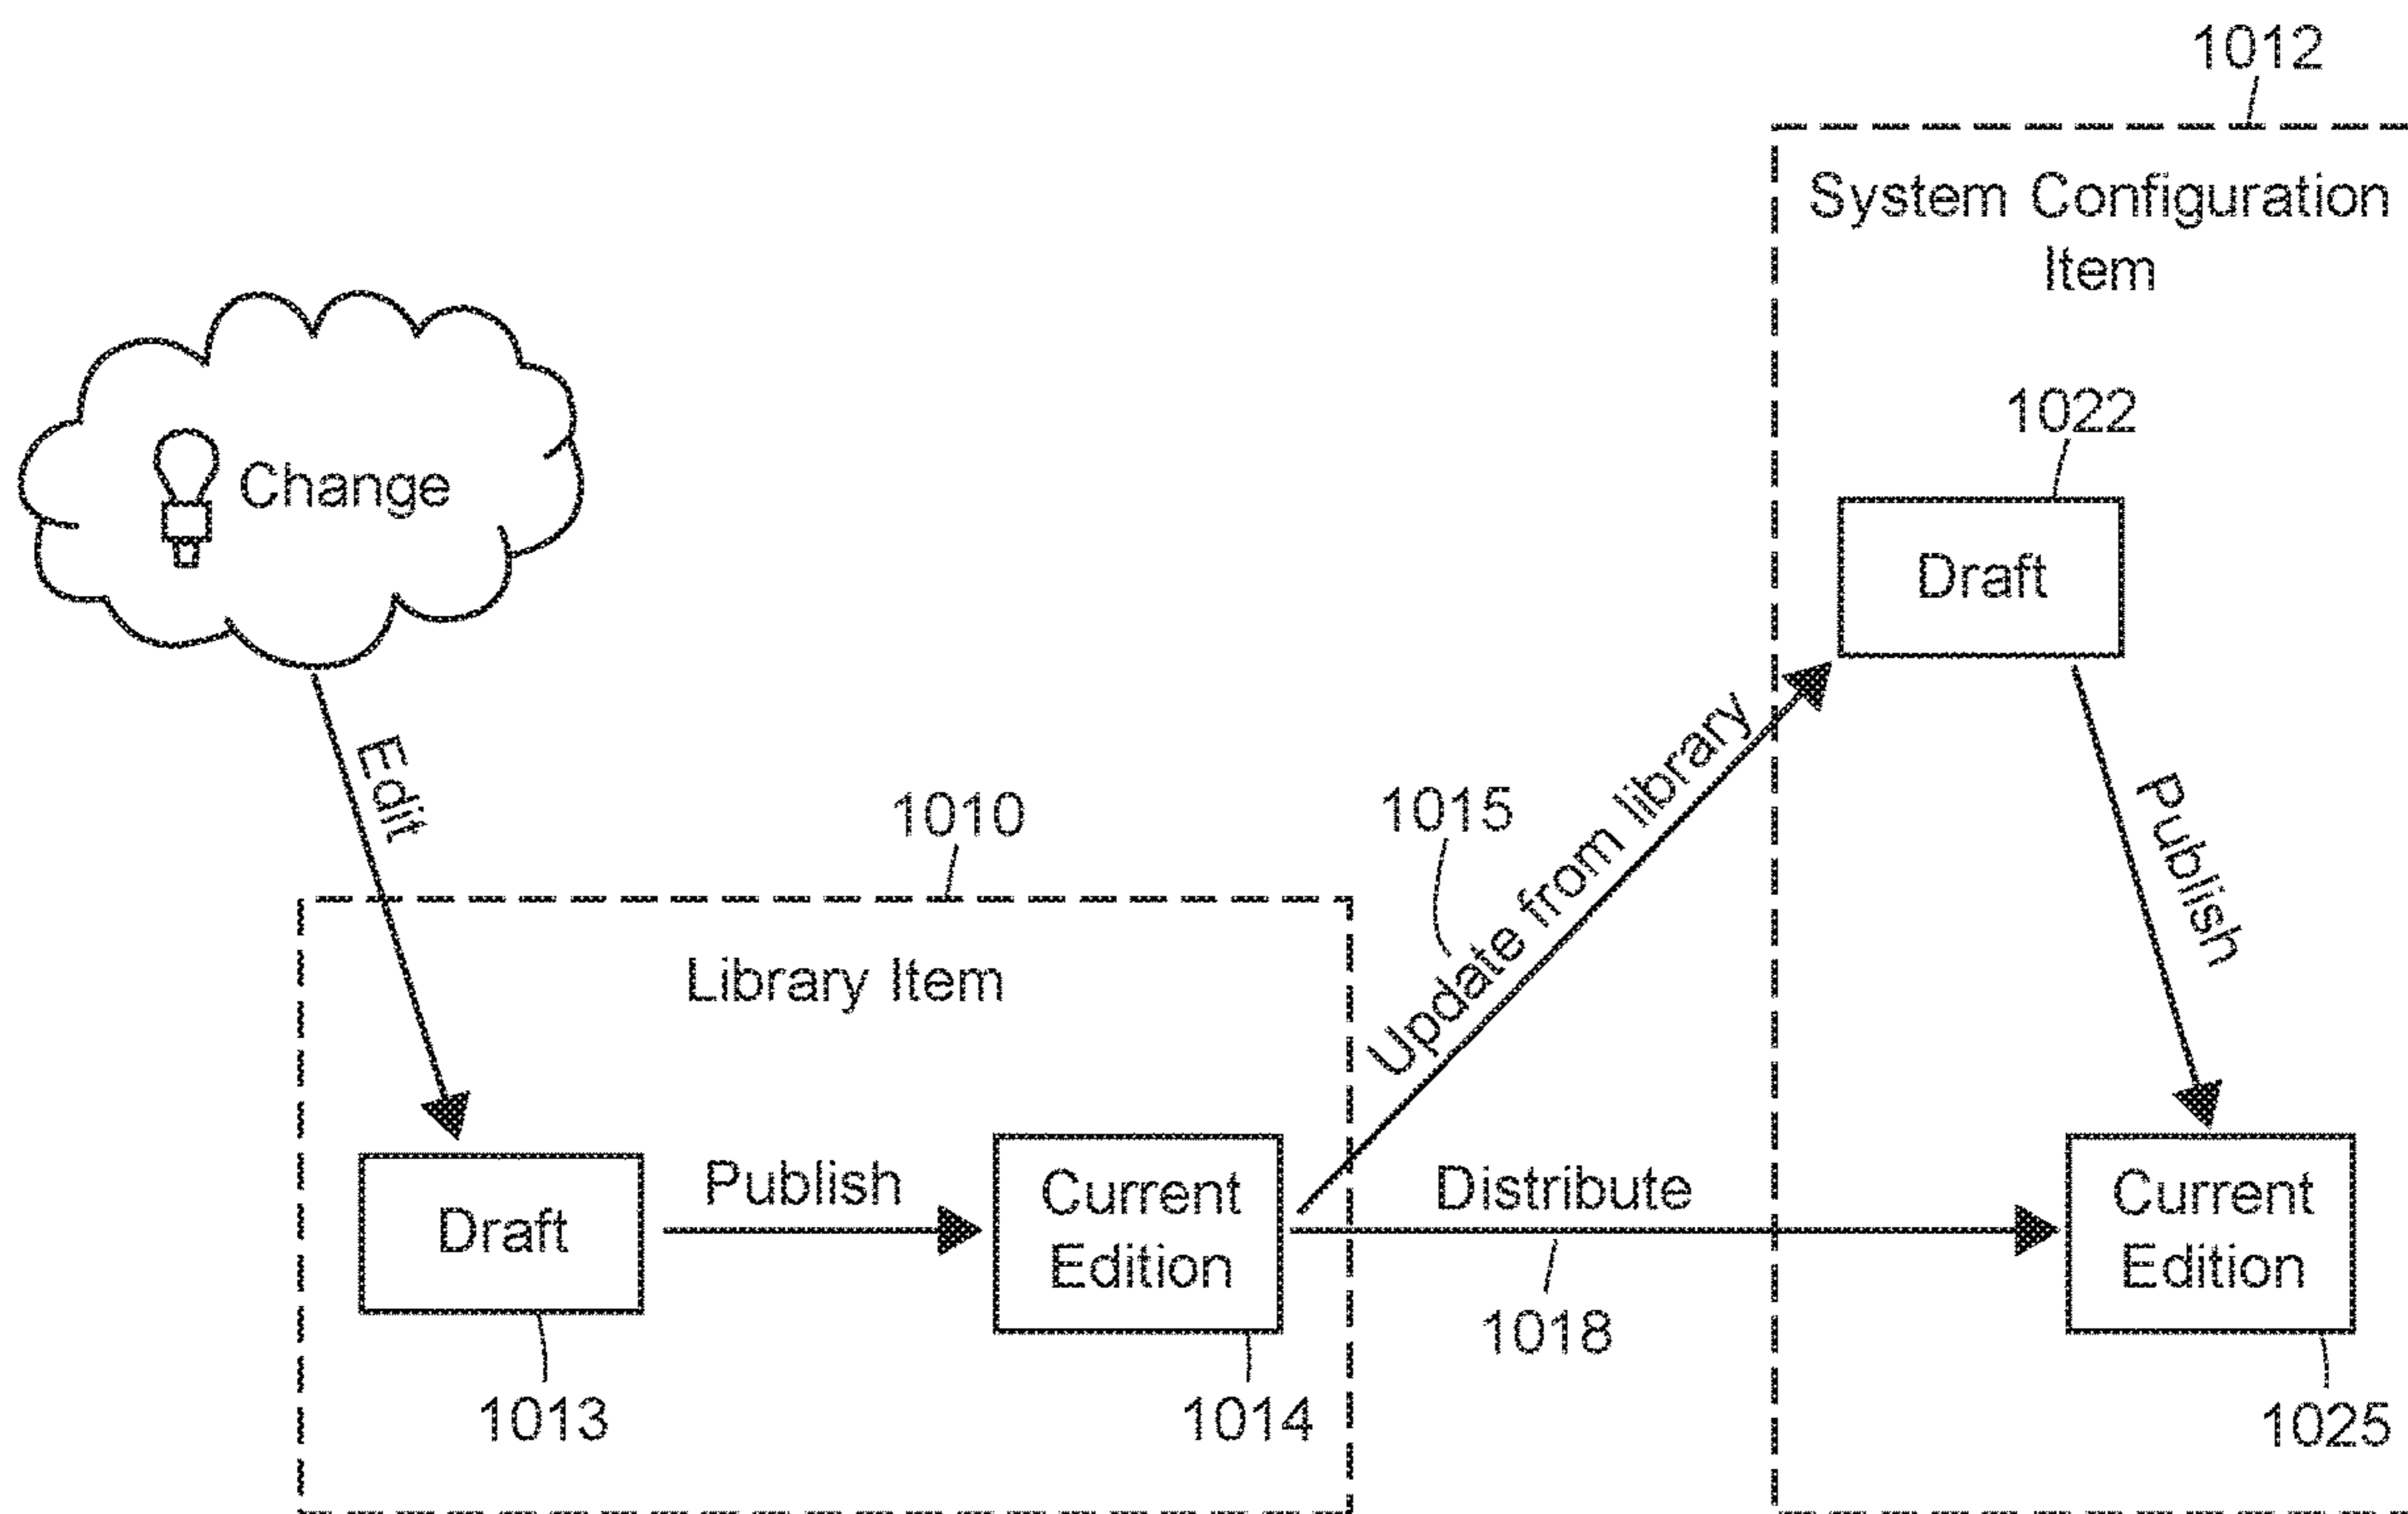 1012
System Configuration
Item
1022
Change
Draft
Edit
1010
1015
Update from library
Publish
Library Item
Draft
Publish
Current
Edition
Distribute
Current
Edition
1018
1013
1014
1025